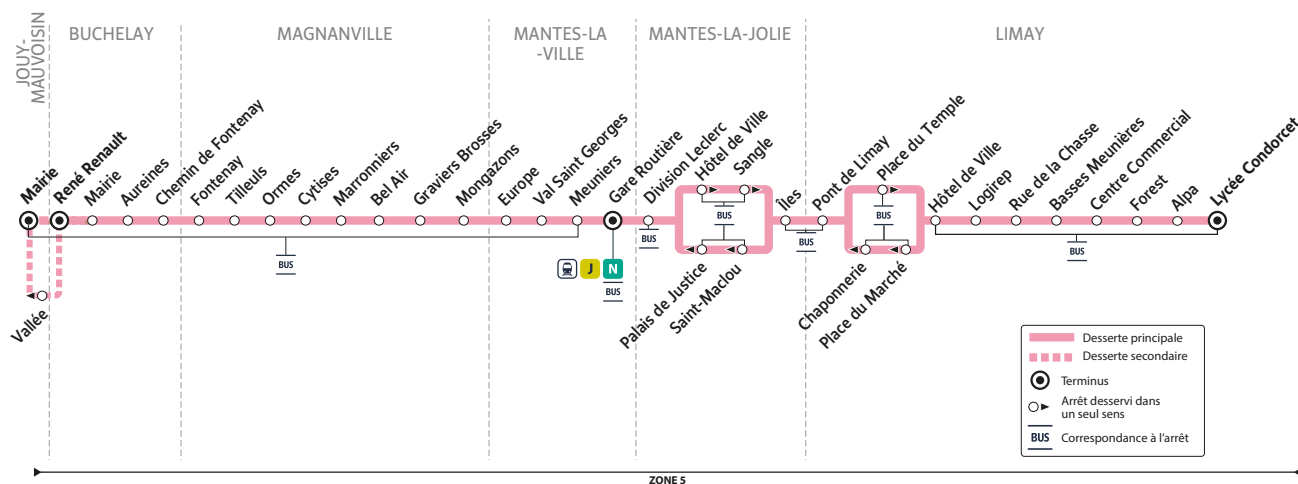 JOUY-
MAUVOISIN
BUCHELAY
MAGNANVILLE
MANTES-LA
-VILLE
MANTES-LA-JOLIE
LIMAY
Mairie
René Renault
Mairie
Aureines
Chemin de Fontenay
Fontenay
Tilleuls
Ormes
Cytises
Marronniers
Bel Air
Graviers Brosses
Mongazons
Europe
Val Saint Georges
Meuniers
Gare Routière
Division Leclerc
Hôtel de Ville
Sangle
Îles
Pont de Limay
Place du Temple
Hôtel de Ville
Logirep
Rue de la Chasse
Basses Meunières
Centre Commercial
Forest
Alpa
Lycée Condorcet
BUS
BUS
BUS
BUS
BUS
BUS
BUS
BUS
BUS
J
N
BUS
Vallée
Palais de Justice
Saint-Maclou
Chaponnerie
Place du Marché
Desserte principale
Desserte secondaire
Terminus
Arrêt desservi dans
un seul sens
BUS Correspondance à l'arrêt
ZONE 5